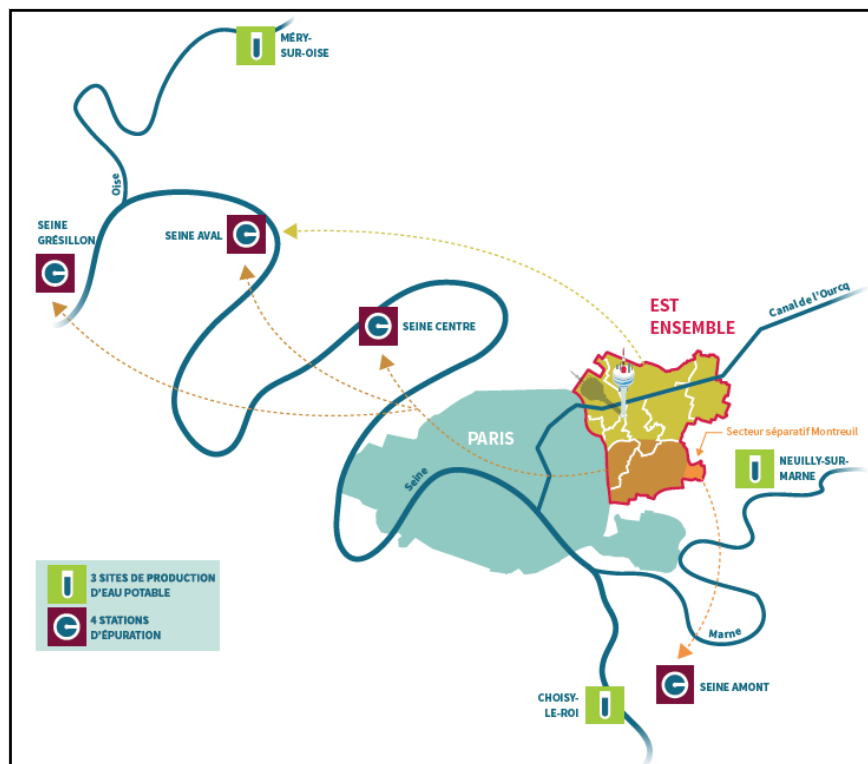 MÉRY-
SUR-OISE
Oise
SEINE
GRÉSILLON
SEINE AVAL
SEINE CENTRE
EST
ENSEMBLE
Canal de l'Ourcq
PARIS
Seine
Secteur séparatif Montreuil
NEUILLY-SUR-
MARNE
3 SITES DE PRODUCTION
D'EAU POTABLE
4 STATIONS
D'ÉPURATION
Marne
SEINE AMONT
CHOISY-
LE-ROI